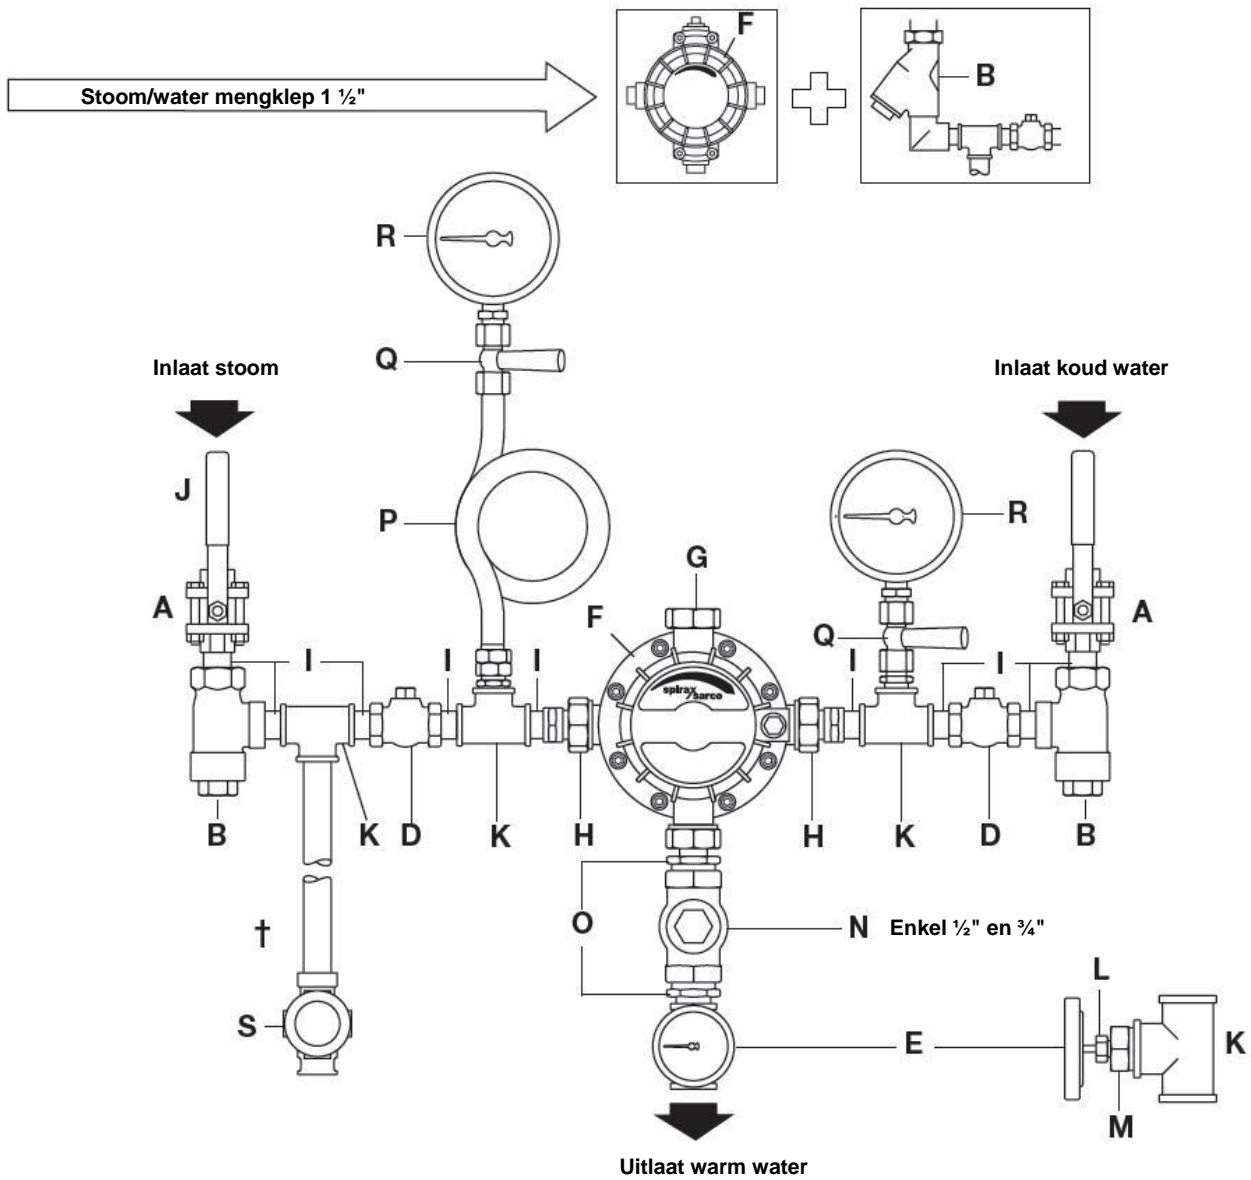 F
B
Stoom/water mengklep 1 ½"
R
Q
Inlaat stoom
Inlaat koud water
J
R
P
G
A
F
A
Q
I
I
I
I
I
B
K
D
K
H
H
K
D
B
†
O
N Enkel ½" en ¾"
L
S
E
K
M
spirax
sarco
Uitlaat warm water